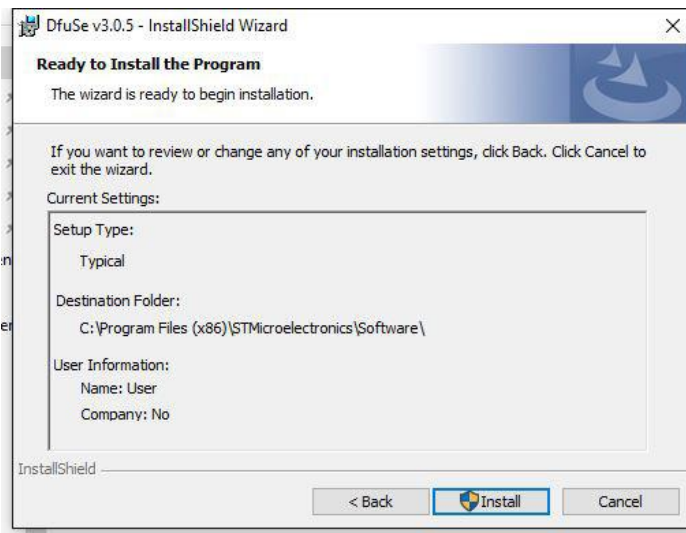 DfuSe v3.0.5 - InstallShield Wizard
Ready to Install the Program
The wizard is ready to begin installation.
If you want to review or change any of your installation settings, click Back. Click Cancel to
exit the wizard.
Current Settings:
Setup Type:
Typical
Destination Folder:
C:\Program Files (x86)\STMicroelectronics\Software\
User Information:
Name: User
Company: No
InstallShield
< Back
Install
Cancel